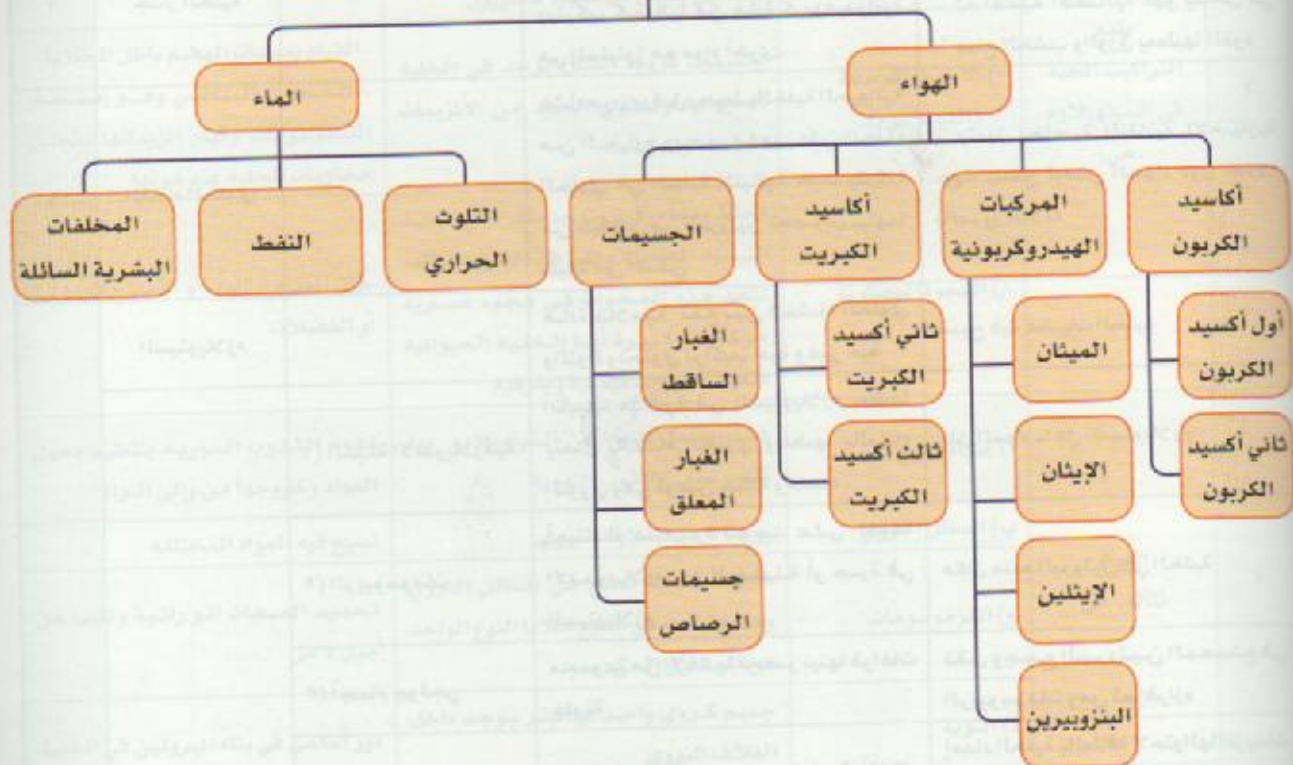 الهواء
الماء
أكاسيد
الكربون
المركبات
الهيدروكربونية
أكاسيد
الكبريت
الجسيمات
التلوث
الحراري
النفط
المخلفات
البشرية السائلة
أول أكسيد
الكربون
ثاني أكسيد
الكربون
الميثان
الإيثان
الإيثلين
البنزوبيرين
ثاني أكسيد
الكبريت
ثالث أكسيد
الكبريت
الغبار
الساقط
الغبار
المعلق
جسيمات
الرصاص